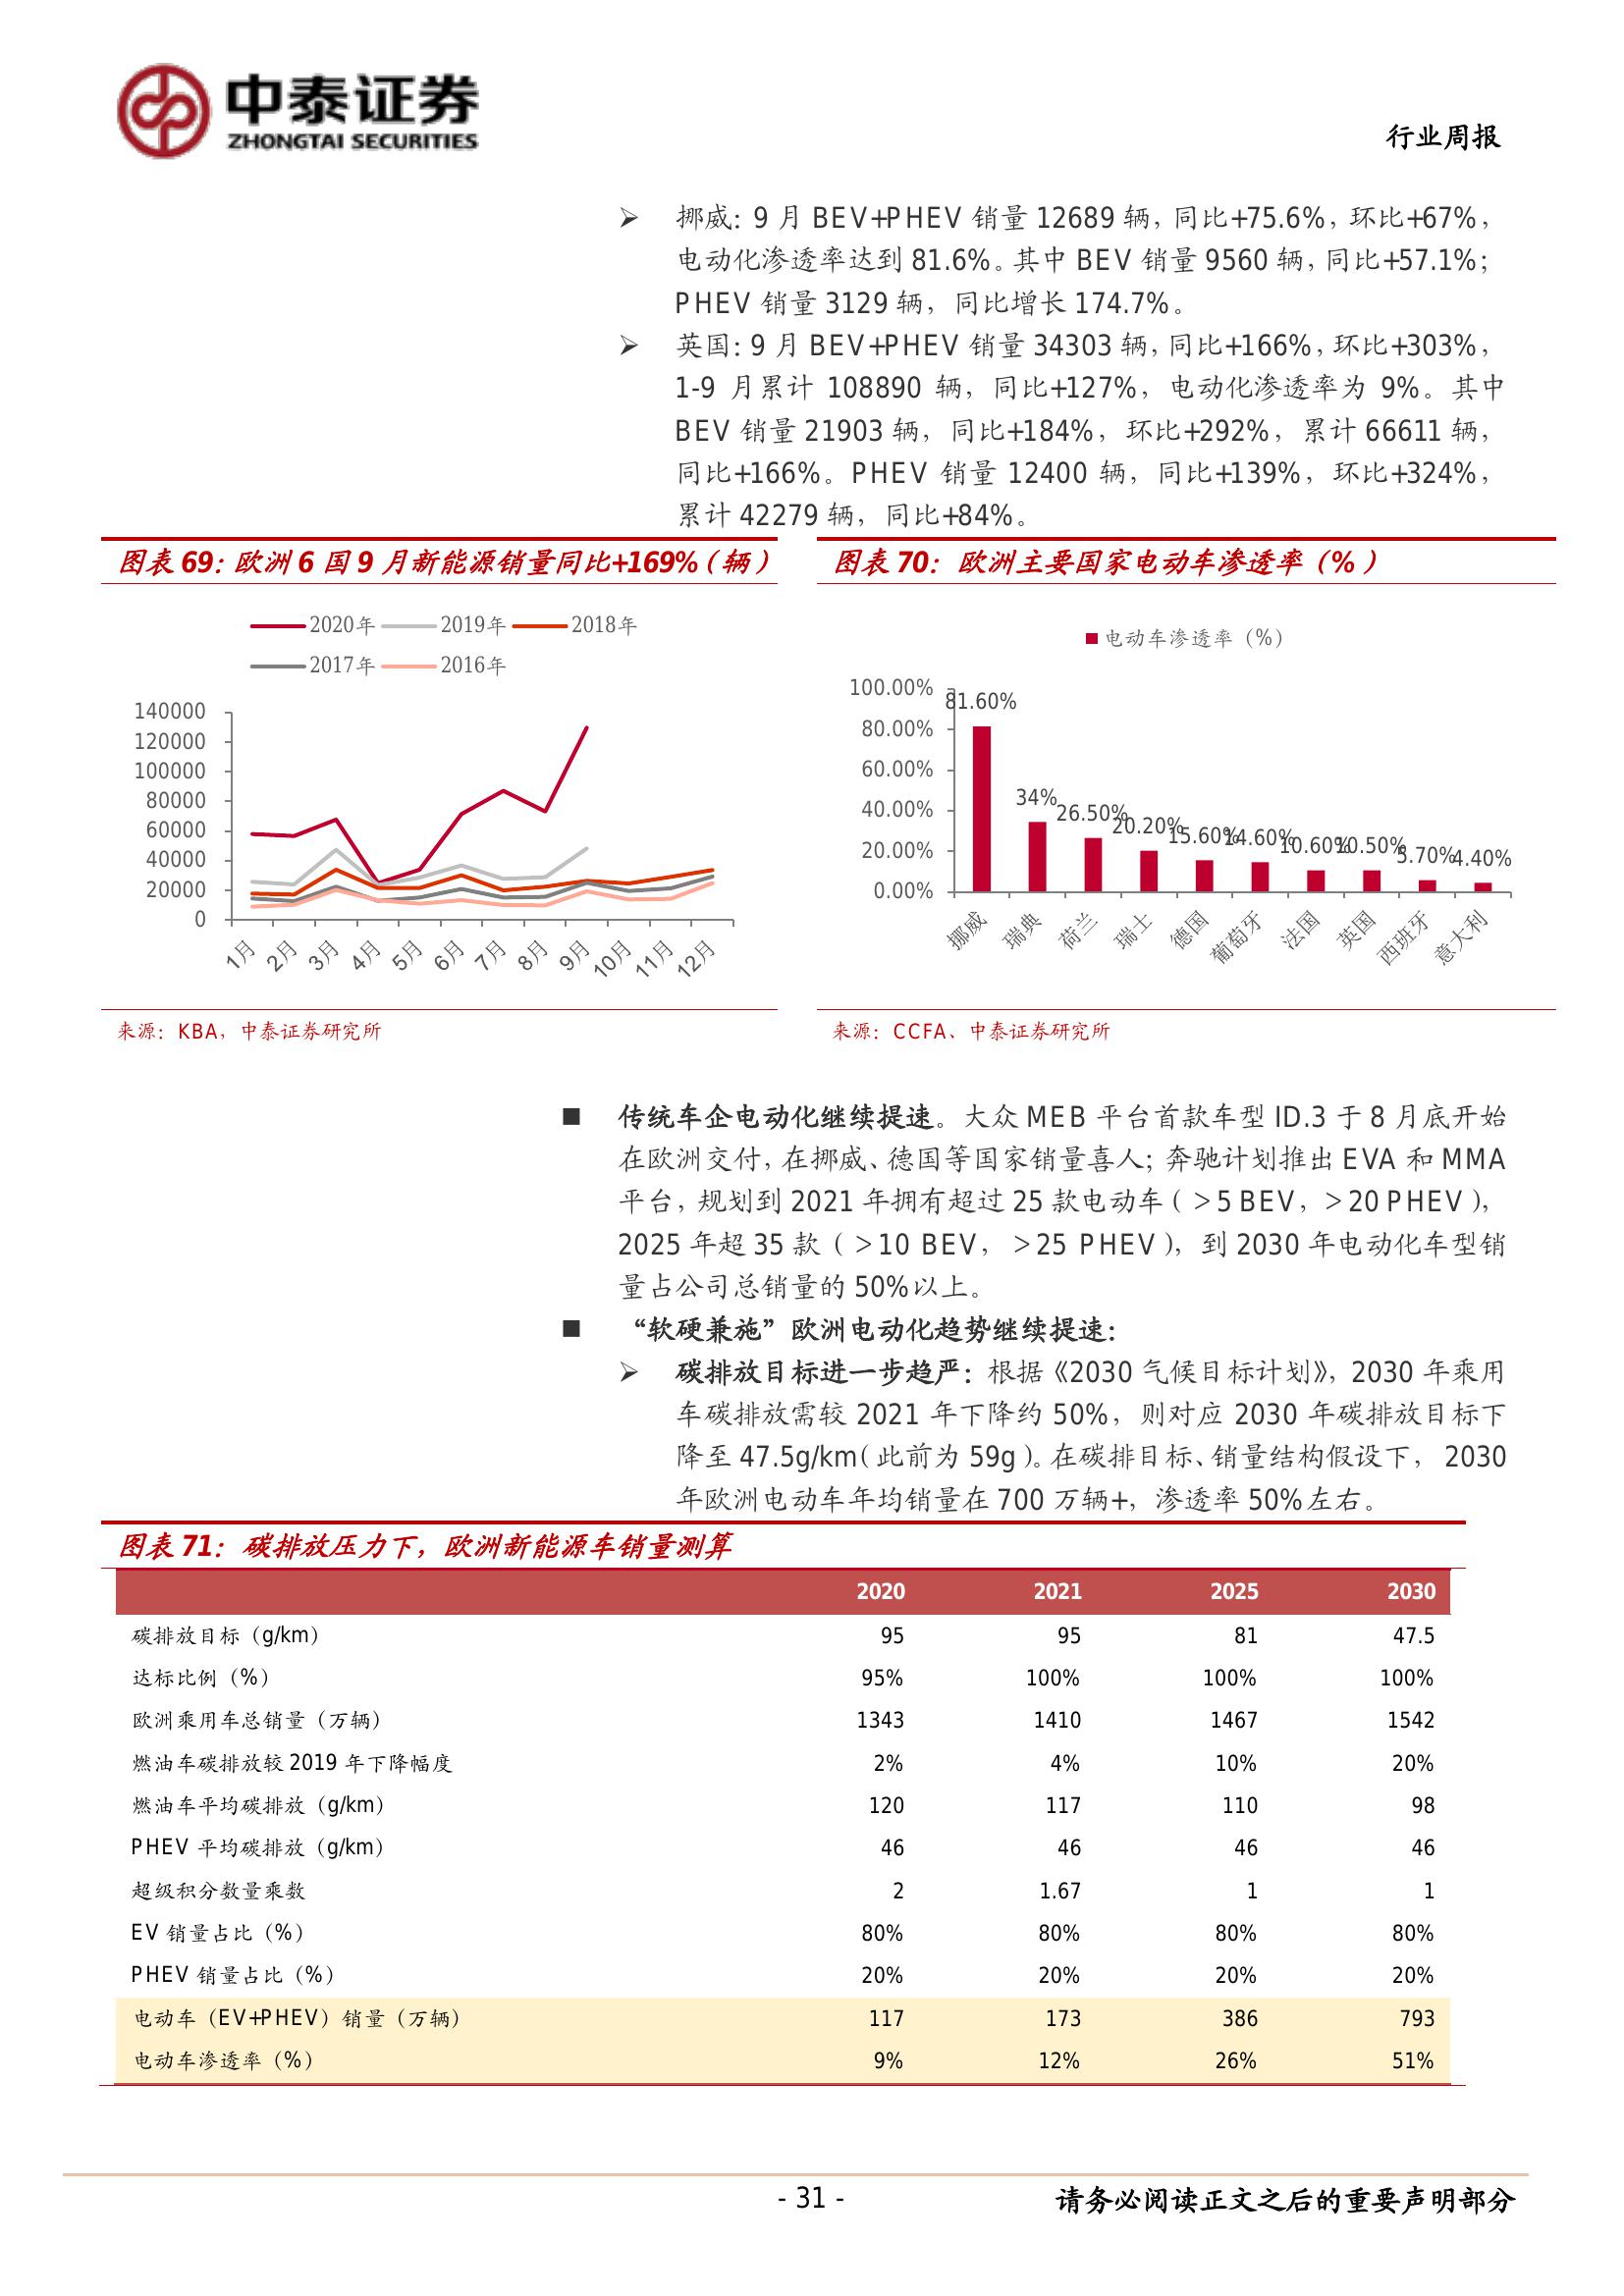 中泰证券
ZHONGTAI SECURITIES
行业周报
➢ 挪威：9 月 BEV+PHEV 销量 12689 辆，同比+75.6%，环比+67%，
电动化渗透率达到 81.6%。其中 BEV 销量 9560 辆，同比+57.1%；
PHEV 销量 3129 辆，同比增长 174.7%。
➢ 英国：9 月 BEV+PHEV 销量 34303 辆，同比+166%，环比+303%，
1-9 月累计 108890 辆，同比+127%，电动化渗透率为 9%。其中
BEV 销量 21903 辆，同比+184%，环比+292%，累计 66611 辆，
同比+166%。PHEV 销量 12400 辆，同比+139%，环比+324%，
累计 42279 辆，同比+84%。
图表 69：欧洲 6 国 9 月新能源销量同比+169%（辆）
2020年 2019年 2018年
2017年 2016年
140000
120000
100000
80000
60000
40000
20000
0
1月 2月 3月 4月 5月 6月 7月 8月 9月 10月 11月 12月
来源：KBA，中泰证券研究所
图表 70：欧洲主要国家电动车渗透率（%）
电动车渗透率（%）
100.00%
80.00%
60.00%
40.00%
20.00%
0.00%
81.60% 34% 26.50% 20.20% 15.60% 14.60% 10.60% 10.50% 5.70% 4.40%
挪威 瑞典 荷兰 瑞士 德国 葡萄牙 法国 英国 西班牙 意大利
来源：CCFA、中泰证券研究所
■ 传统车企电动化继续提速。大众 MEB 平台首款车型 ID.3 于 8 月底开始
在欧洲交付，在挪威、德国等国家销量喜人；奔驰计划推出 EVA 和 MMA
平台，规划到 2021 年拥有超过 25 款电动车（>5 BEV，>20 PHEV），
2025 年超 35 款（>10 BEV，>25 PHEV），到 2030 年电动化车型销
量占公司总销量的 50%以上。
■ “软硬兼施”欧洲电动化趋势继续提速：
➢ 碳排放目标进一步趋严：根据《2030 气候目标计划》，2030 年乘用
车碳排放需较 2021 年下降约 50%，则对应 2030 年碳排放目标下
降至 47.5g/km（此前为 59g）。在碳排目标、销量结构假设下， 2030
年欧洲电动车年均销量在 700 万辆+，渗透率 50%左右。
图表 71：碳排放压力下，欧洲新能源车销量测算
2020 2021 2025 2030
碳排放目标（g/km） 95 95 81 47.5
达标比例（%） 95% 100% 100% 100%
欧洲乘用车总销量（万辆） 1343 1410 1467 1542
燃油车碳排放较 2019 年下降幅度 2% 4% 10% 20%
燃油车平均碳排放（g/km） 120 117 110 98
PHEV 平均碳排放（g/km） 46 46 46 46
超级积分数量乘数 2 1.67 1 1
EV 销量占比（%） 80% 80% 80% 80%
PHEV 销量占比（%） 20% 20% 20% 20%
电动车（EV+PHEV）销量（万辆） 117 173 386 793
电动车渗透率（%） 9% 12% 26% 51%
- 31 -
请务必阅读正文之后的重要声明部分